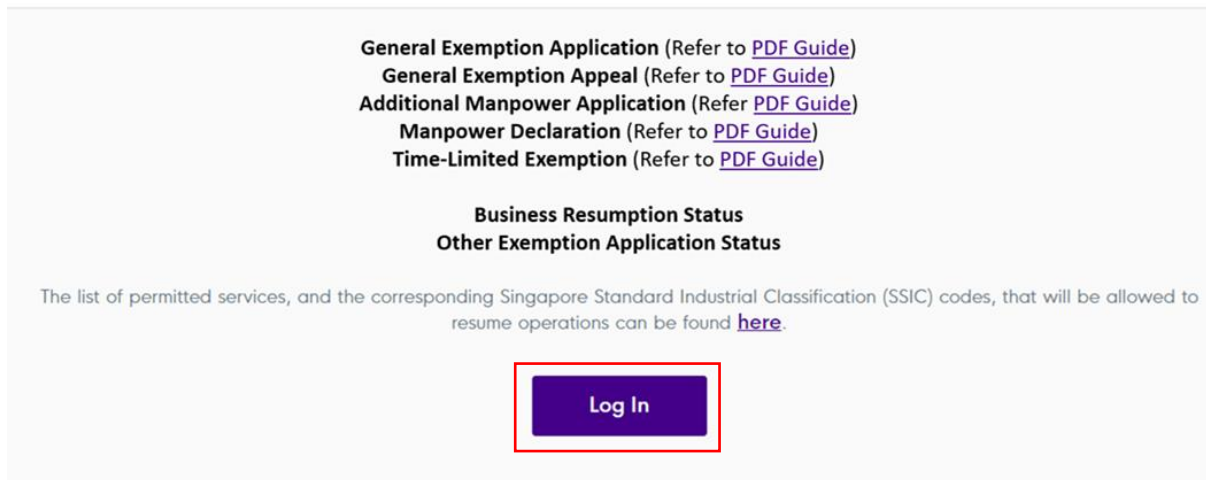 General Exemption Application (Refer to PDF Guide)
General Exemption Appeal (Refer to PDF Guide)
Additional Manpower Application (Refer PDF Guide)
Manpower Declaration (Refer to PDF Guide)
Time-Limited Exemption (Refer to PDF Guide)
Business Resumption Status
Other Exemption Application Status
The list of permitted services, and the corresponding Singapore Standard Industrial Classification (SSIC) codes, that will be allowed to
resume operations can be found here.
Log In